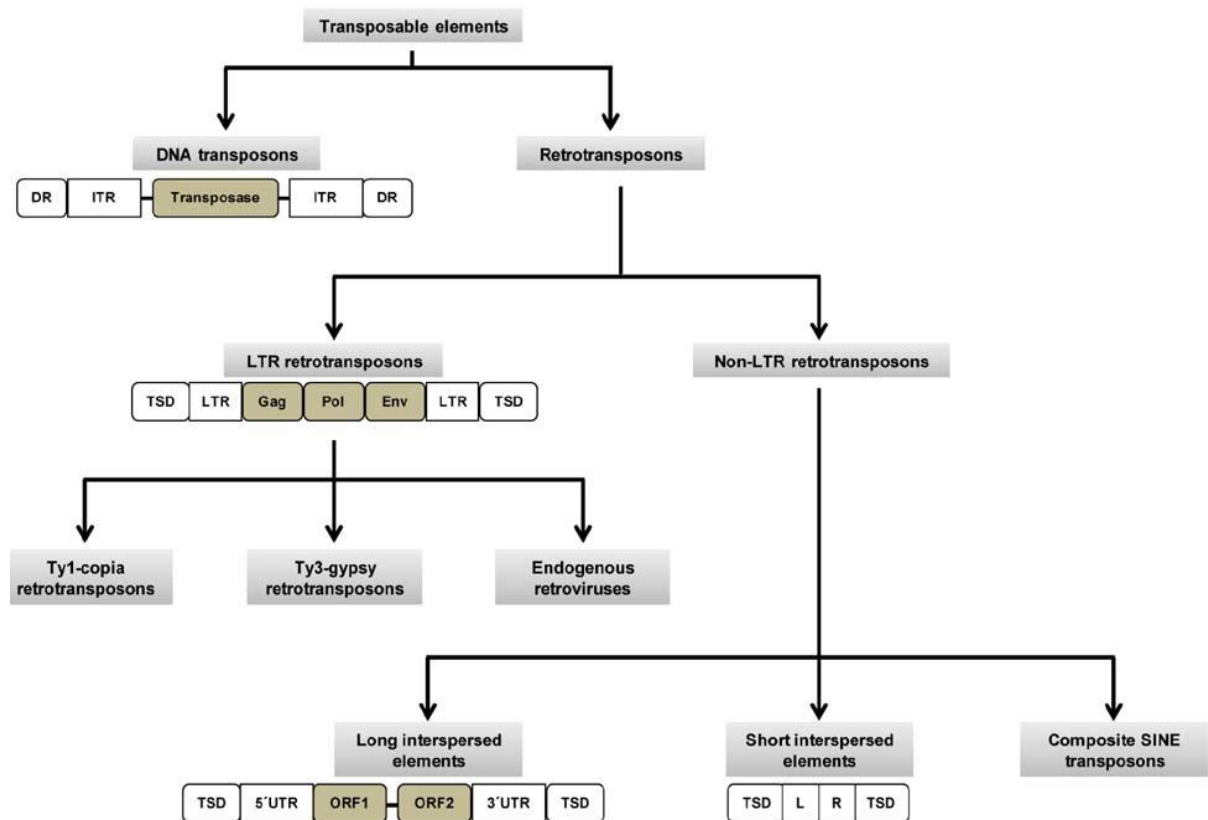 Transposable elements
DNA transposons
Retrotransposons
DR ITR Transposase ITR DR
LTR retrotransposons
Non-LTR retrotransposons
TSD LTR Gag Pol Env LTR TSD
Ty1-copia
retrotransposons
Ty3-gypsy
retrotransposons
Endogenous
retroviruses
Long interspersed
elements
Short interspersed
elements
Composite SINE
transposons
TSD 5´UTR ORF1 ORF2 3´UTR TSD
TSD L R TSD